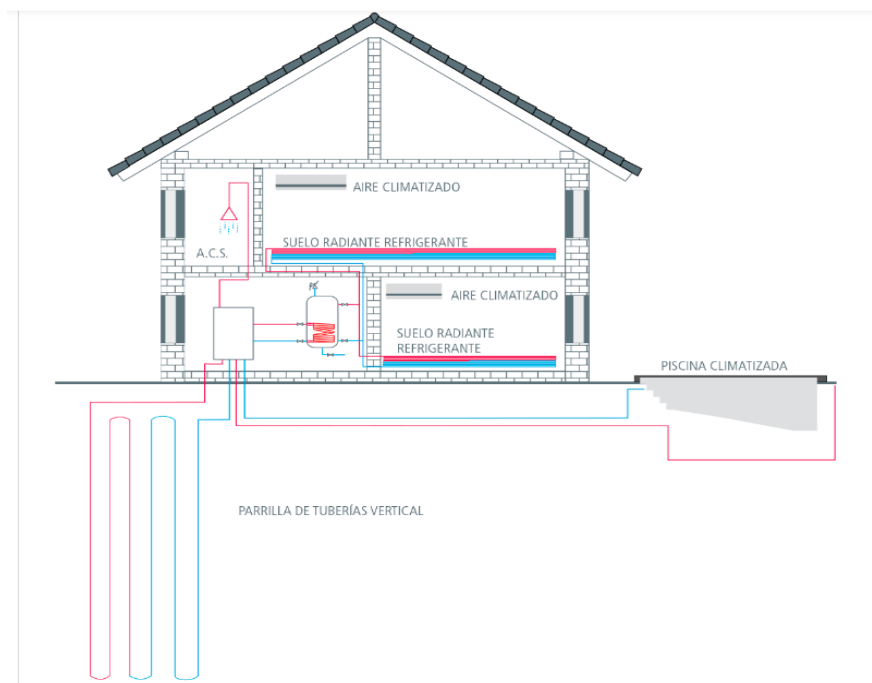 AIRE CLIMATIZADO
SUELO RADIANTE REFRIGERANTE
A.C.S.
AIRE CLIMATIZADO
SUELO RADIANTE
REFRIGERANTE
PISCINA CLIMATIZADA
PARRILLA DE TUBERÍAS VERTICAL